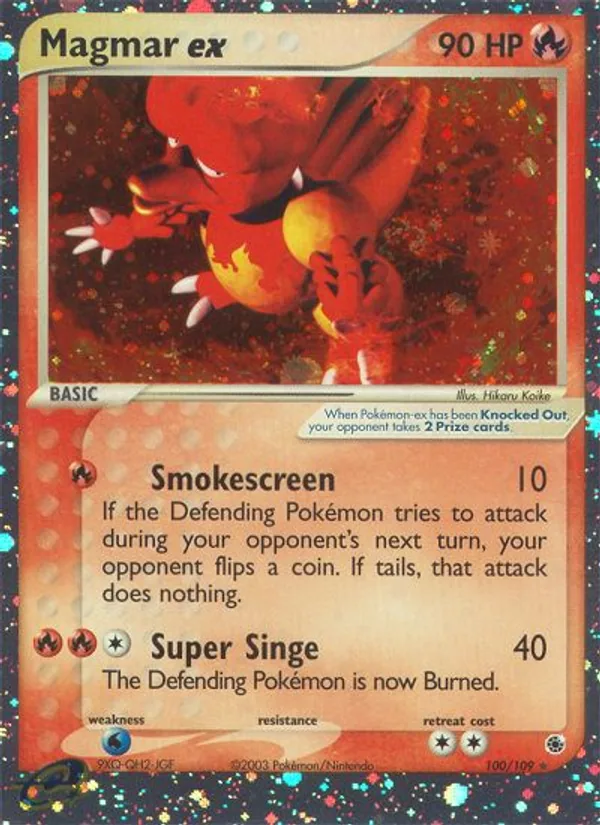 Magmar ex 90 HP
BASIC
Illus. Hikaru Koike
When Pokémon-ex has been Knocked Out,
your opponent takes 2 Prize cards.
Smokescreen 10
If the Defending Pokémon tries to attack
during your opponent's next turn, your
opponent flips a coin. If tails, that attack
does nothing.
Super Singe 40
The Defending Pokémon is now Burned.
weakness resistance retreat cost
9XQ-QH2-JGF ©2003 Pokémon/Nintendo 100/109 ★